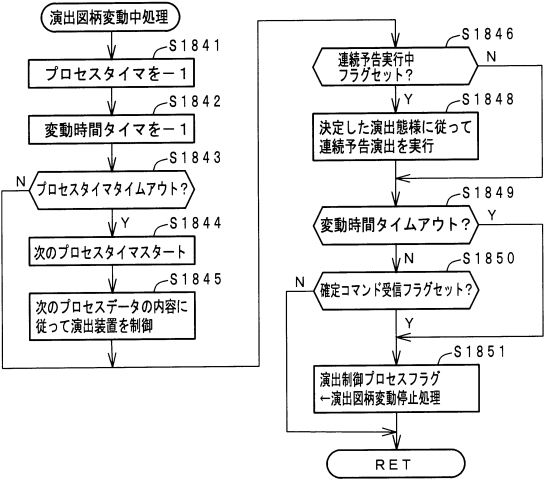 演出図柄変動中処理
S1841
プロセスタイマを－1
S1842
変動時間タイマを－1
S1843
プロセスタイマタイムアウト？
N
Y
S1844
次のプロセスタイマスタート
S1845
次のプロセスデータの内容に
従って演出装置を制御
S1846
連続予告実行中
フラグセット？
N
Y
S1848
決定した演出態様に従って
連続予告演出を実行
S1849
変動時間タイムアウト？
Y
N
S1850
確定コマンド受信フラグセット？
N
Y
S1851
演出制御プロセスフラグ
←演出図柄変動停止処理
RET